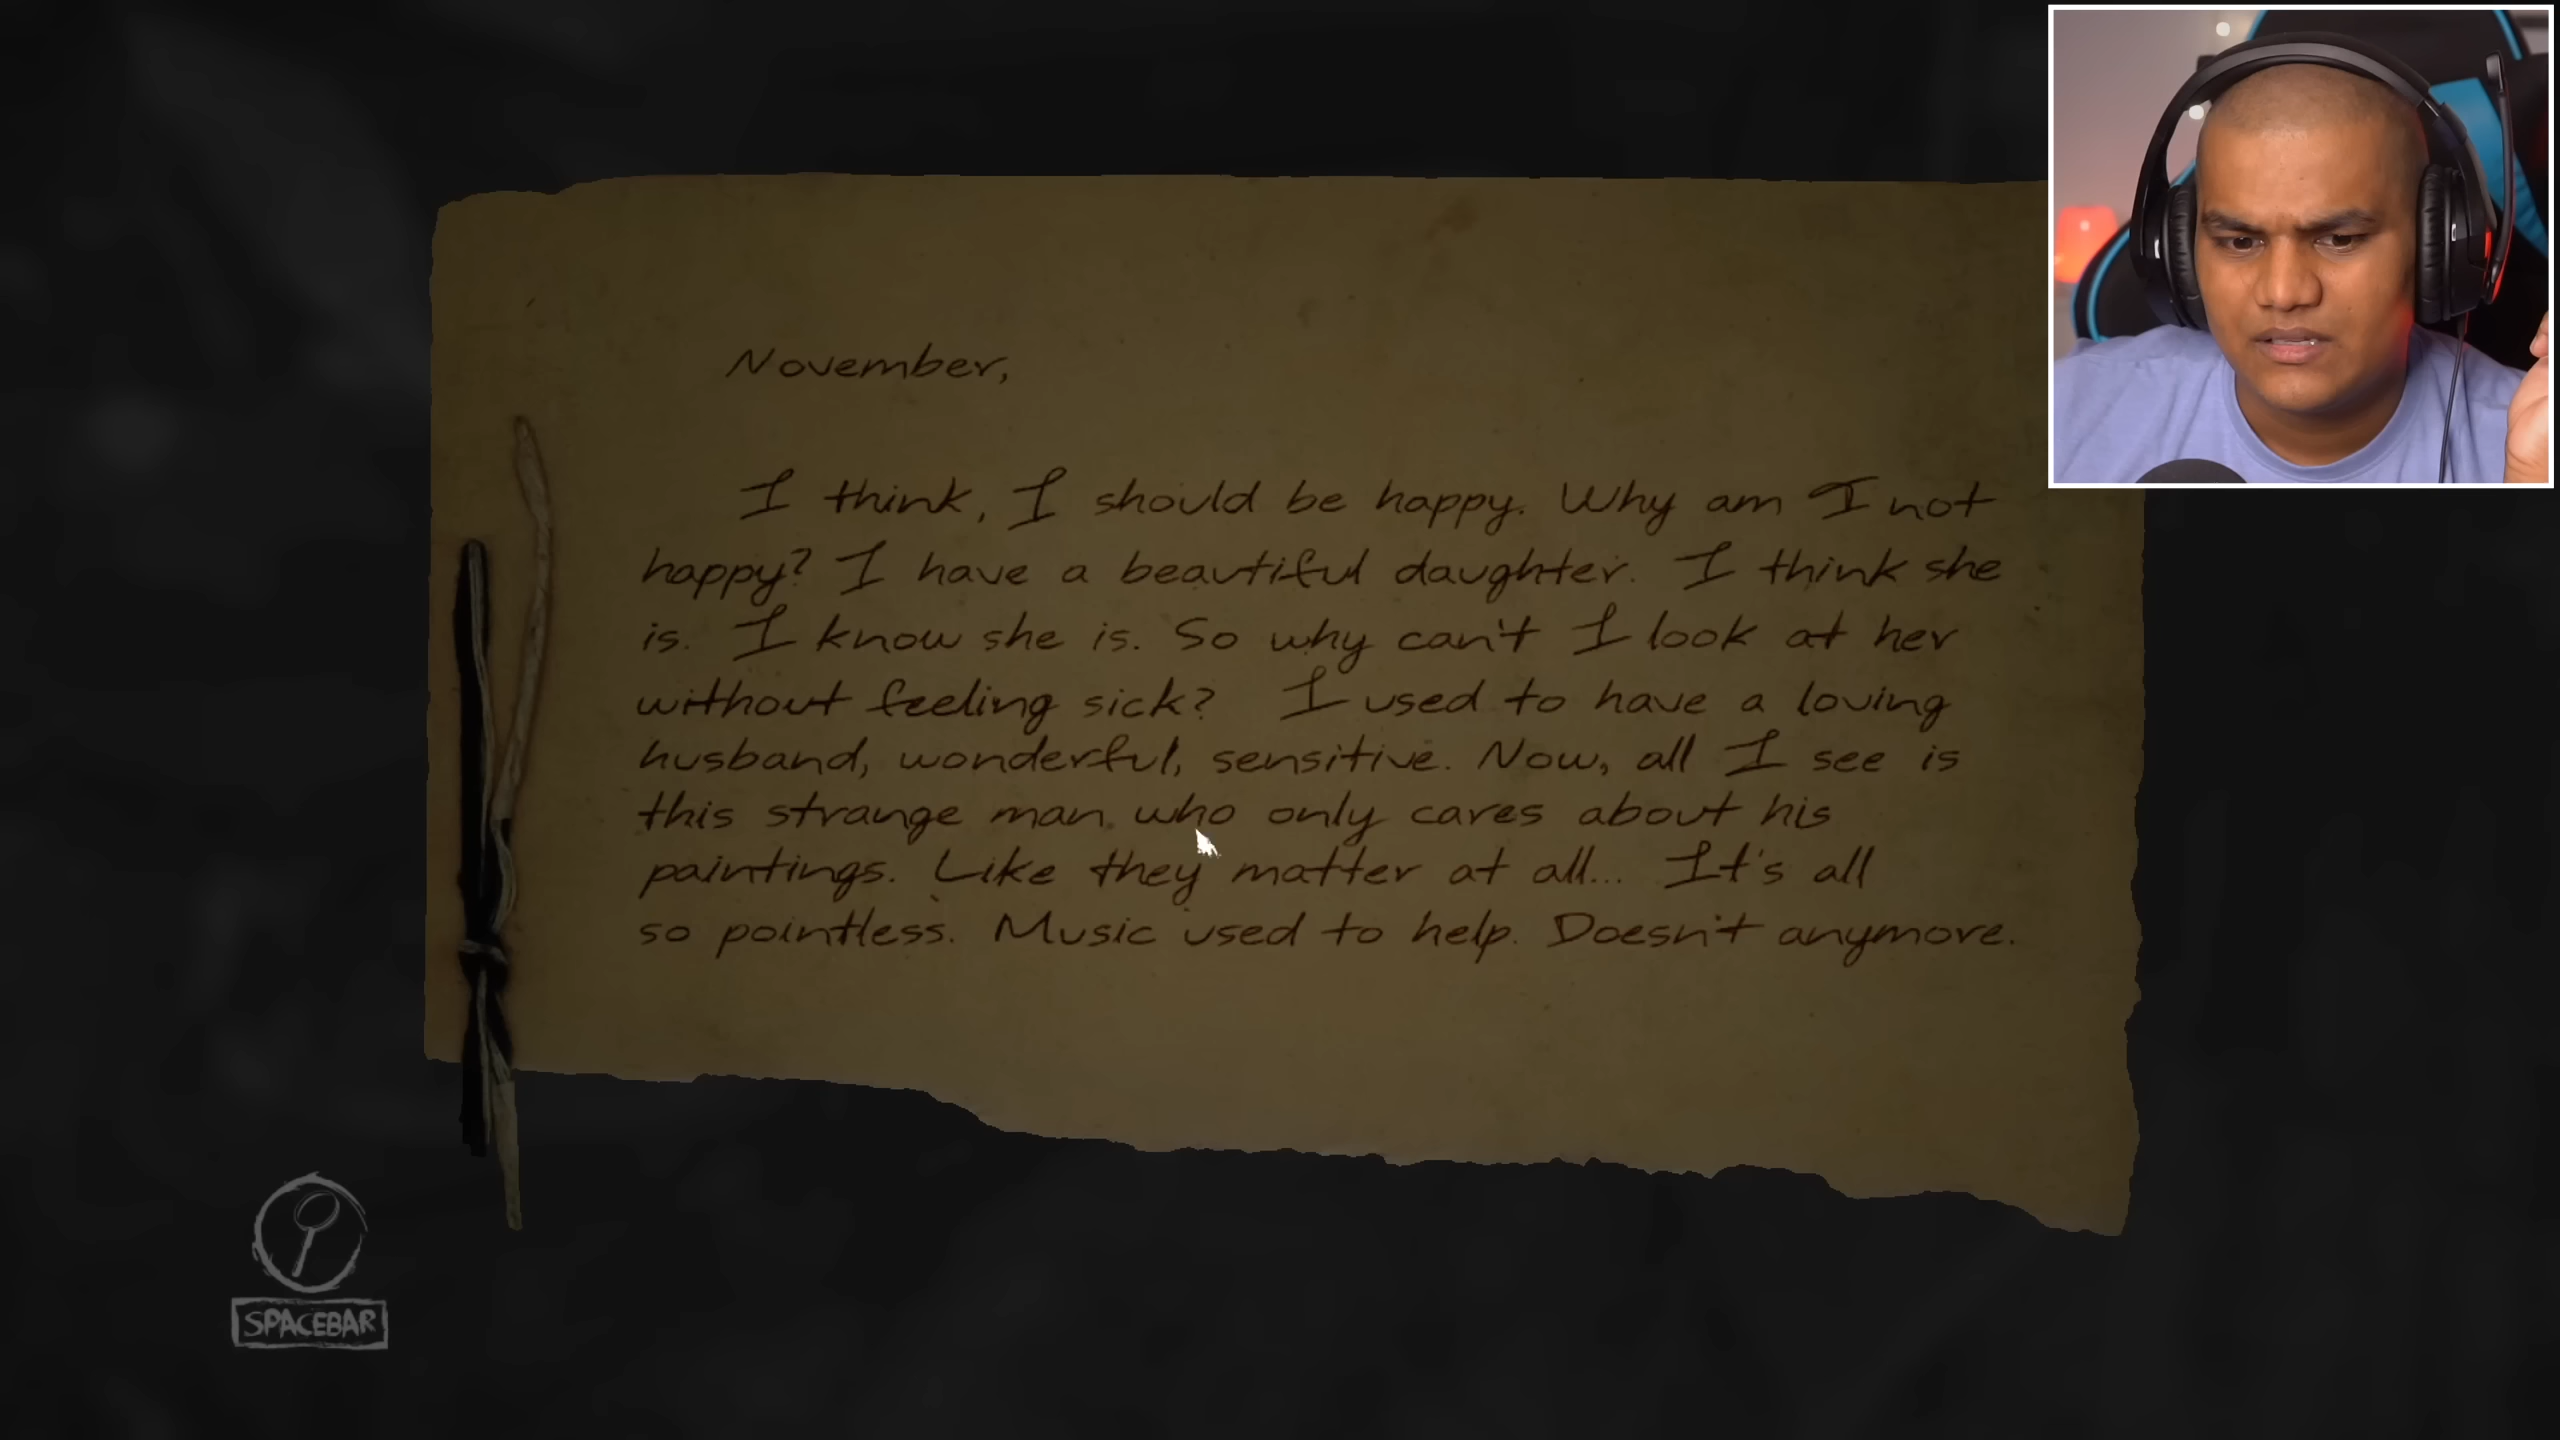 November,
I think, I should be happy. Why am I not
happy? I have a beautiful daughter. I think she
is. I know she is. So why can't I look at her
without feeling sick? I used to have a loving
husband, wonderful, sensitive. Now, all I see is
this strange man who only cares about his
paintings. Like they matter at all... It's all
so pointless. Music used to help. Doesn't anymore.
SPACEBAR